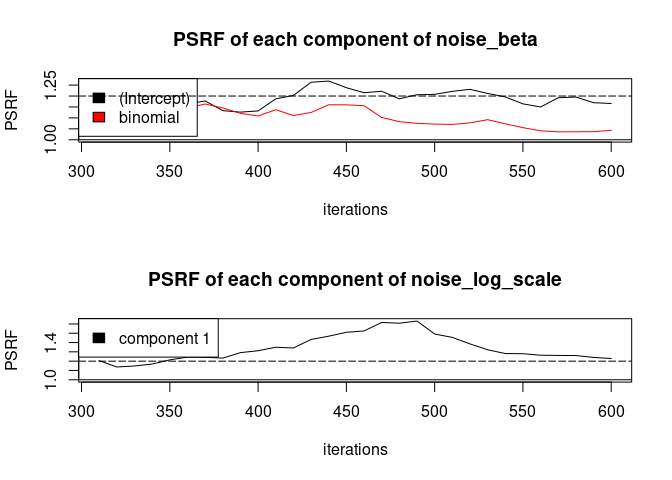 PSRF of each component of noise_beta
PSRF
1.25
1.00
(Intercept)
binomial
300 350 400 450 500 550 600
iterations
PSRF of each component of noise_log_scale
PSRF
1.4
1.0
component 1
300 350 400 450 500 550 600
iterations